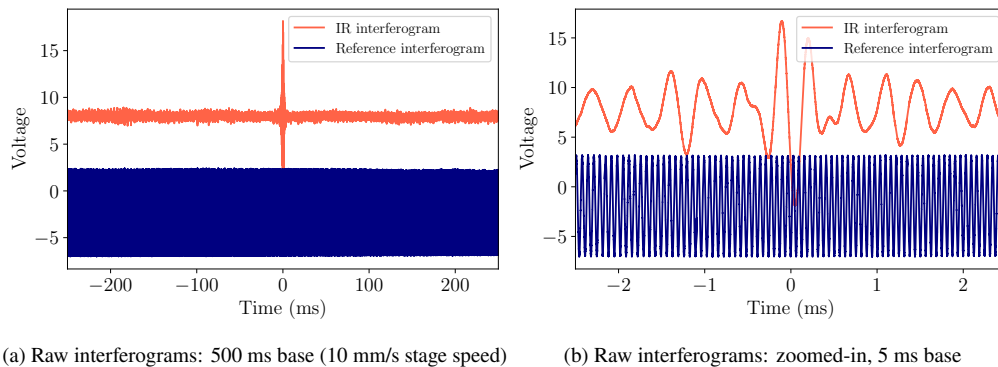 IR interferogram
Reference interferogram
15
10
5
0
−5
Voltage
−200
−100
0
100
200
Time (ms)
IR interferogram
Reference interferogram
15
10
5
0
−5
Voltage
−2
−1
0
1
2
Time (ms)
(a) Raw interferograms: 500 ms base (10 mm/s stage speed)
(b) Raw interferograms: zoomed-in, 5 ms base